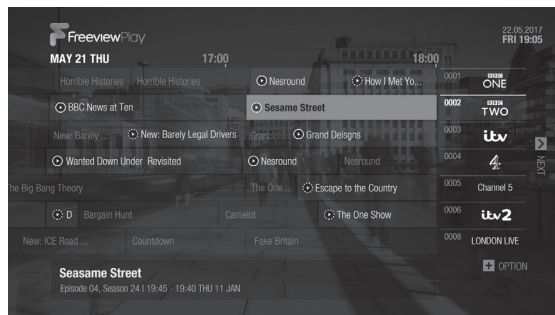 FreeviewPlay
22.05.2017
FRI 19:05
MAY 21 THU 17:00 18:00
Horrible Histories Horrible Histories Nesround How I Met Yo... 0001 BBC ONE
BBC News at Ten Sesame Street 0002 BBC TWO
New: Barely ... New: Barely Legal Drivers Gran... Grand Deisgns 0003 itv
Wanted Down Under Revisited Nesround Nesround 0004 4
NEXT
he Big Bang Theory The One ... Escape to the Country 0005 Channel 5
D Bargain Hunt Camelot The One Show 0006 itv2
New: ICE Road ... Countdown Fake Britain 0008 LONDON LIVE
Seasame Street
Episode 04, Season 24 I 19:45 - 19:40 THU 11 JAN
+ OPTION